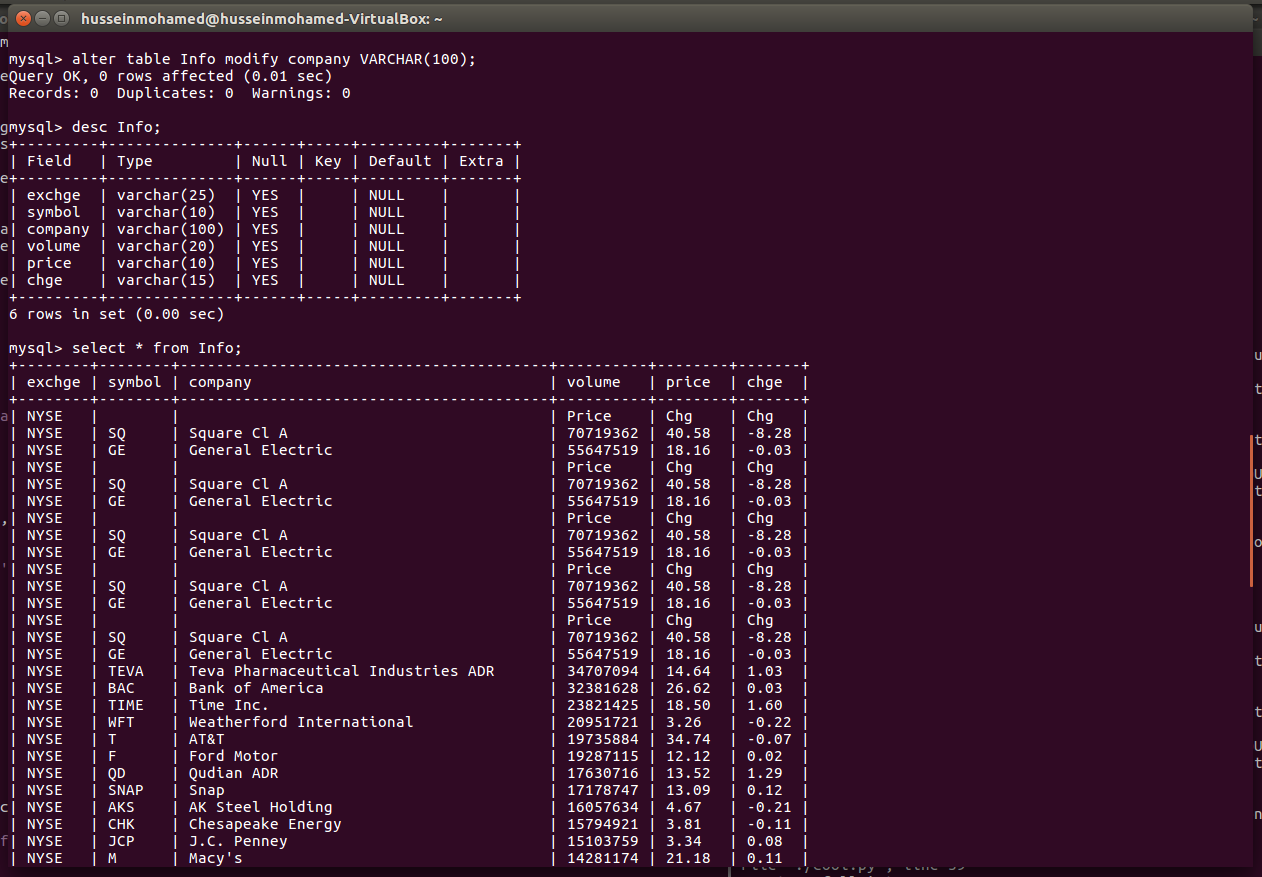 husseinmohamed@husseinmohamed-VirtualBox: ~
mysql> alter table Info modify company VARCHAR(100);
Query OK, 0 rows affected (0.01 sec)
Records: 0  Duplicates: 0  Warnings: 0
mysql> desc Info;
+---------+--------------+------+-----+---------+-------+
| Field   | Type         | Null | Key | Default | Extra |
+---------+--------------+------+-----+---------+-------+
| exchge  | varchar(25)  | YES  |     | NULL    |       |
| symbol  | varchar(10)  | YES  |     | NULL    |       |
| company | varchar(100) | YES  |     | NULL    |       |
| volume  | varchar(20)  | YES  |     | NULL    |       |
| price   | varchar(10)  | YES  |     | NULL    |       |
| chge    | varchar(15)  | YES  |     | NULL    |       |
+---------+--------------+------+-----+---------+-------+
6 rows in set (0.00 sec)
mysql> select * from Info;
+--------+--------+-----------------------------------------+----------+--------+-------+
| exchge | symbol | company                                 | volume   | price  | chge  |
+--------+--------+-----------------------------------------+----------+--------+-------+
| NYSE   |        |                                         | Price    | Chg    | Chg   |
| NYSE   | SQ     | Square Cl A                             | 70719362 | 40.58  | -8.28 |
| NYSE   | GE     | General Electric                        | 55647519 | 18.16  | -0.03 |
| NYSE   |        |                                         | Price    | Chg    | Chg   |
| NYSE   | SQ     | Square Cl A                             | 70719362 | 40.58  | -8.28 |
| NYSE   | GE     | General Electric                        | 55647519 | 18.16  | -0.03 |
| NYSE   |        |                                         | Price    | Chg    | Chg   |
| NYSE   | SQ     | Square Cl A                             | 70719362 | 40.58  | -8.28 |
| NYSE   | GE     | General Electric                        | 55647519 | 18.16  | -0.03 |
| NYSE   |        |                                         | Price    | Chg    | Chg   |
| NYSE   | SQ     | Square Cl A                             | 70719362 | 40.58  | -8.28 |
| NYSE   | GE     | General Electric                        | 55647519 | 18.16  | -0.03 |
| NYSE   |        |                                         | Price    | Chg    | Chg   |
| NYSE   | SQ     | Square Cl A                             | 70719362 | 40.58  | -8.28 |
| NYSE   | GE     | General Electric                        | 55647519 | 18.16  | -0.03 |
| NYSE   | TEVA   | Teva Pharmaceutical Industries ADR      | 34707094 | 14.64  | 1.03  |
| NYSE   | BAC    | Bank of America                         | 32381628 | 26.62  | 0.03  |
| NYSE   | TIME   | Time Inc.                               | 23821425 | 18.50  | 1.60  |
| NYSE   | WFT    | Weatherford International               | 20951721 | 3.26   | -0.22 |
| NYSE   | T      | AT&T                                    | 19735884 | 34.74  | -0.07 |
| NYSE   | F      | Ford Motor                              | 19287115 | 12.12  | 0.02  |
| NYSE   | QD     | Qudian ADR                              | 17630716 | 13.52  | 1.29  |
| NYSE   | SNAP   | Snap                                    | 17178747 | 13.09  | 0.12  |
| NYSE   | AKS    | AK Steel Holding                        | 16057634 | 4.67   | -0.21 |
| NYSE   | CHK    | Chesapeake Energy                       | 15794921 | 3.81   | -0.11 |
| NYSE   | JCP    | J.C. Penney                             | 15103759 | 3.34   | 0.08  |
| NYSE   | M      | Macy's                                  | 14281174 | 21.18  | 0.11  |